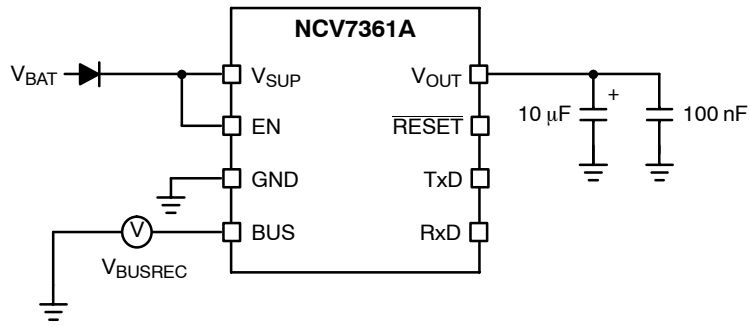 NCV7361A
V_BAT
V_SUP
V_OUT
10 μF
+
100 nF
EN
RESET
GND
TxD
V
BUS
RxD
V_BUSREC